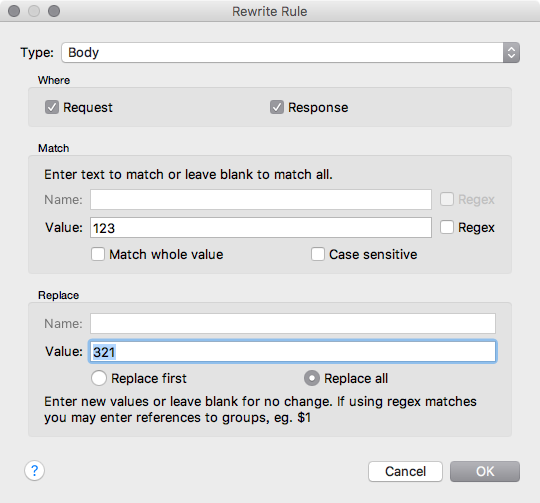 Rewrite Rule
Type: Body
Where
Request Response
Match
Enter text to match or leave blank to match all.
Name: Regex
Value: 123 Regex
Match whole value Case sensitive
Replace
Name:
Value: 321
Replace first Replace all
Enter new values or leave blank for no change. If using regex matches
you may enter references to groups, eg. $1
? Cancel OK